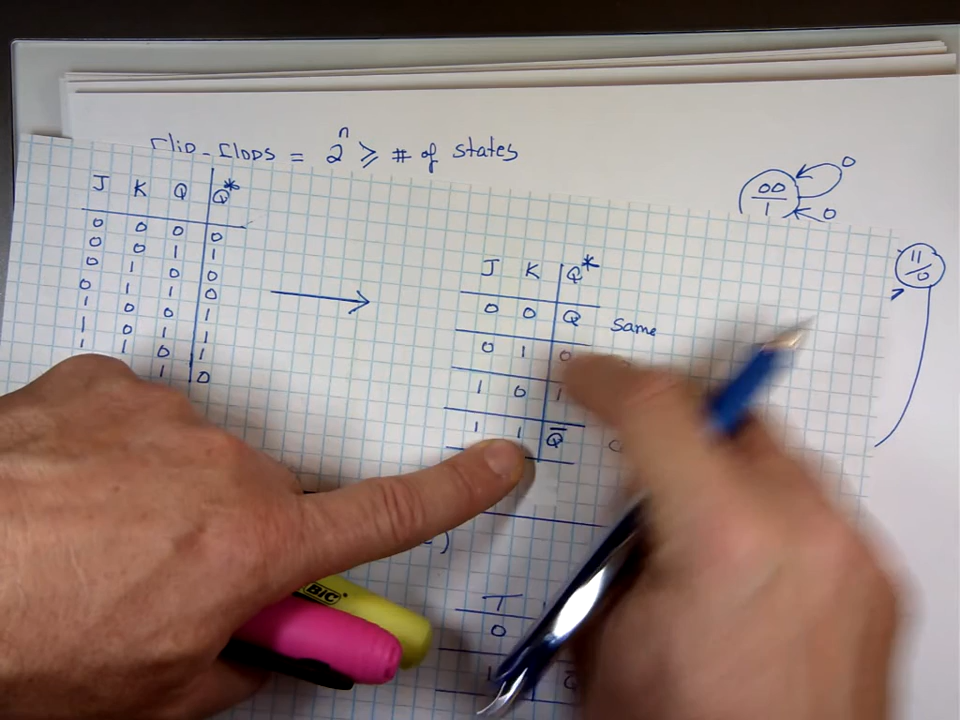 Flip-Flops = 2^n ≥ # of states
00
1
0
0
11
0
J K Q Q*
0 0 0 0
0 0 1 1
0 1 0 0
0 1 1 0
1 0 0 1
1 0 1 1
1 1 0 1
1 0
J K Q*
0 0 Q Same
0 1 0
1 0 1
1 1 Q̅
)
T
0
1
BIC